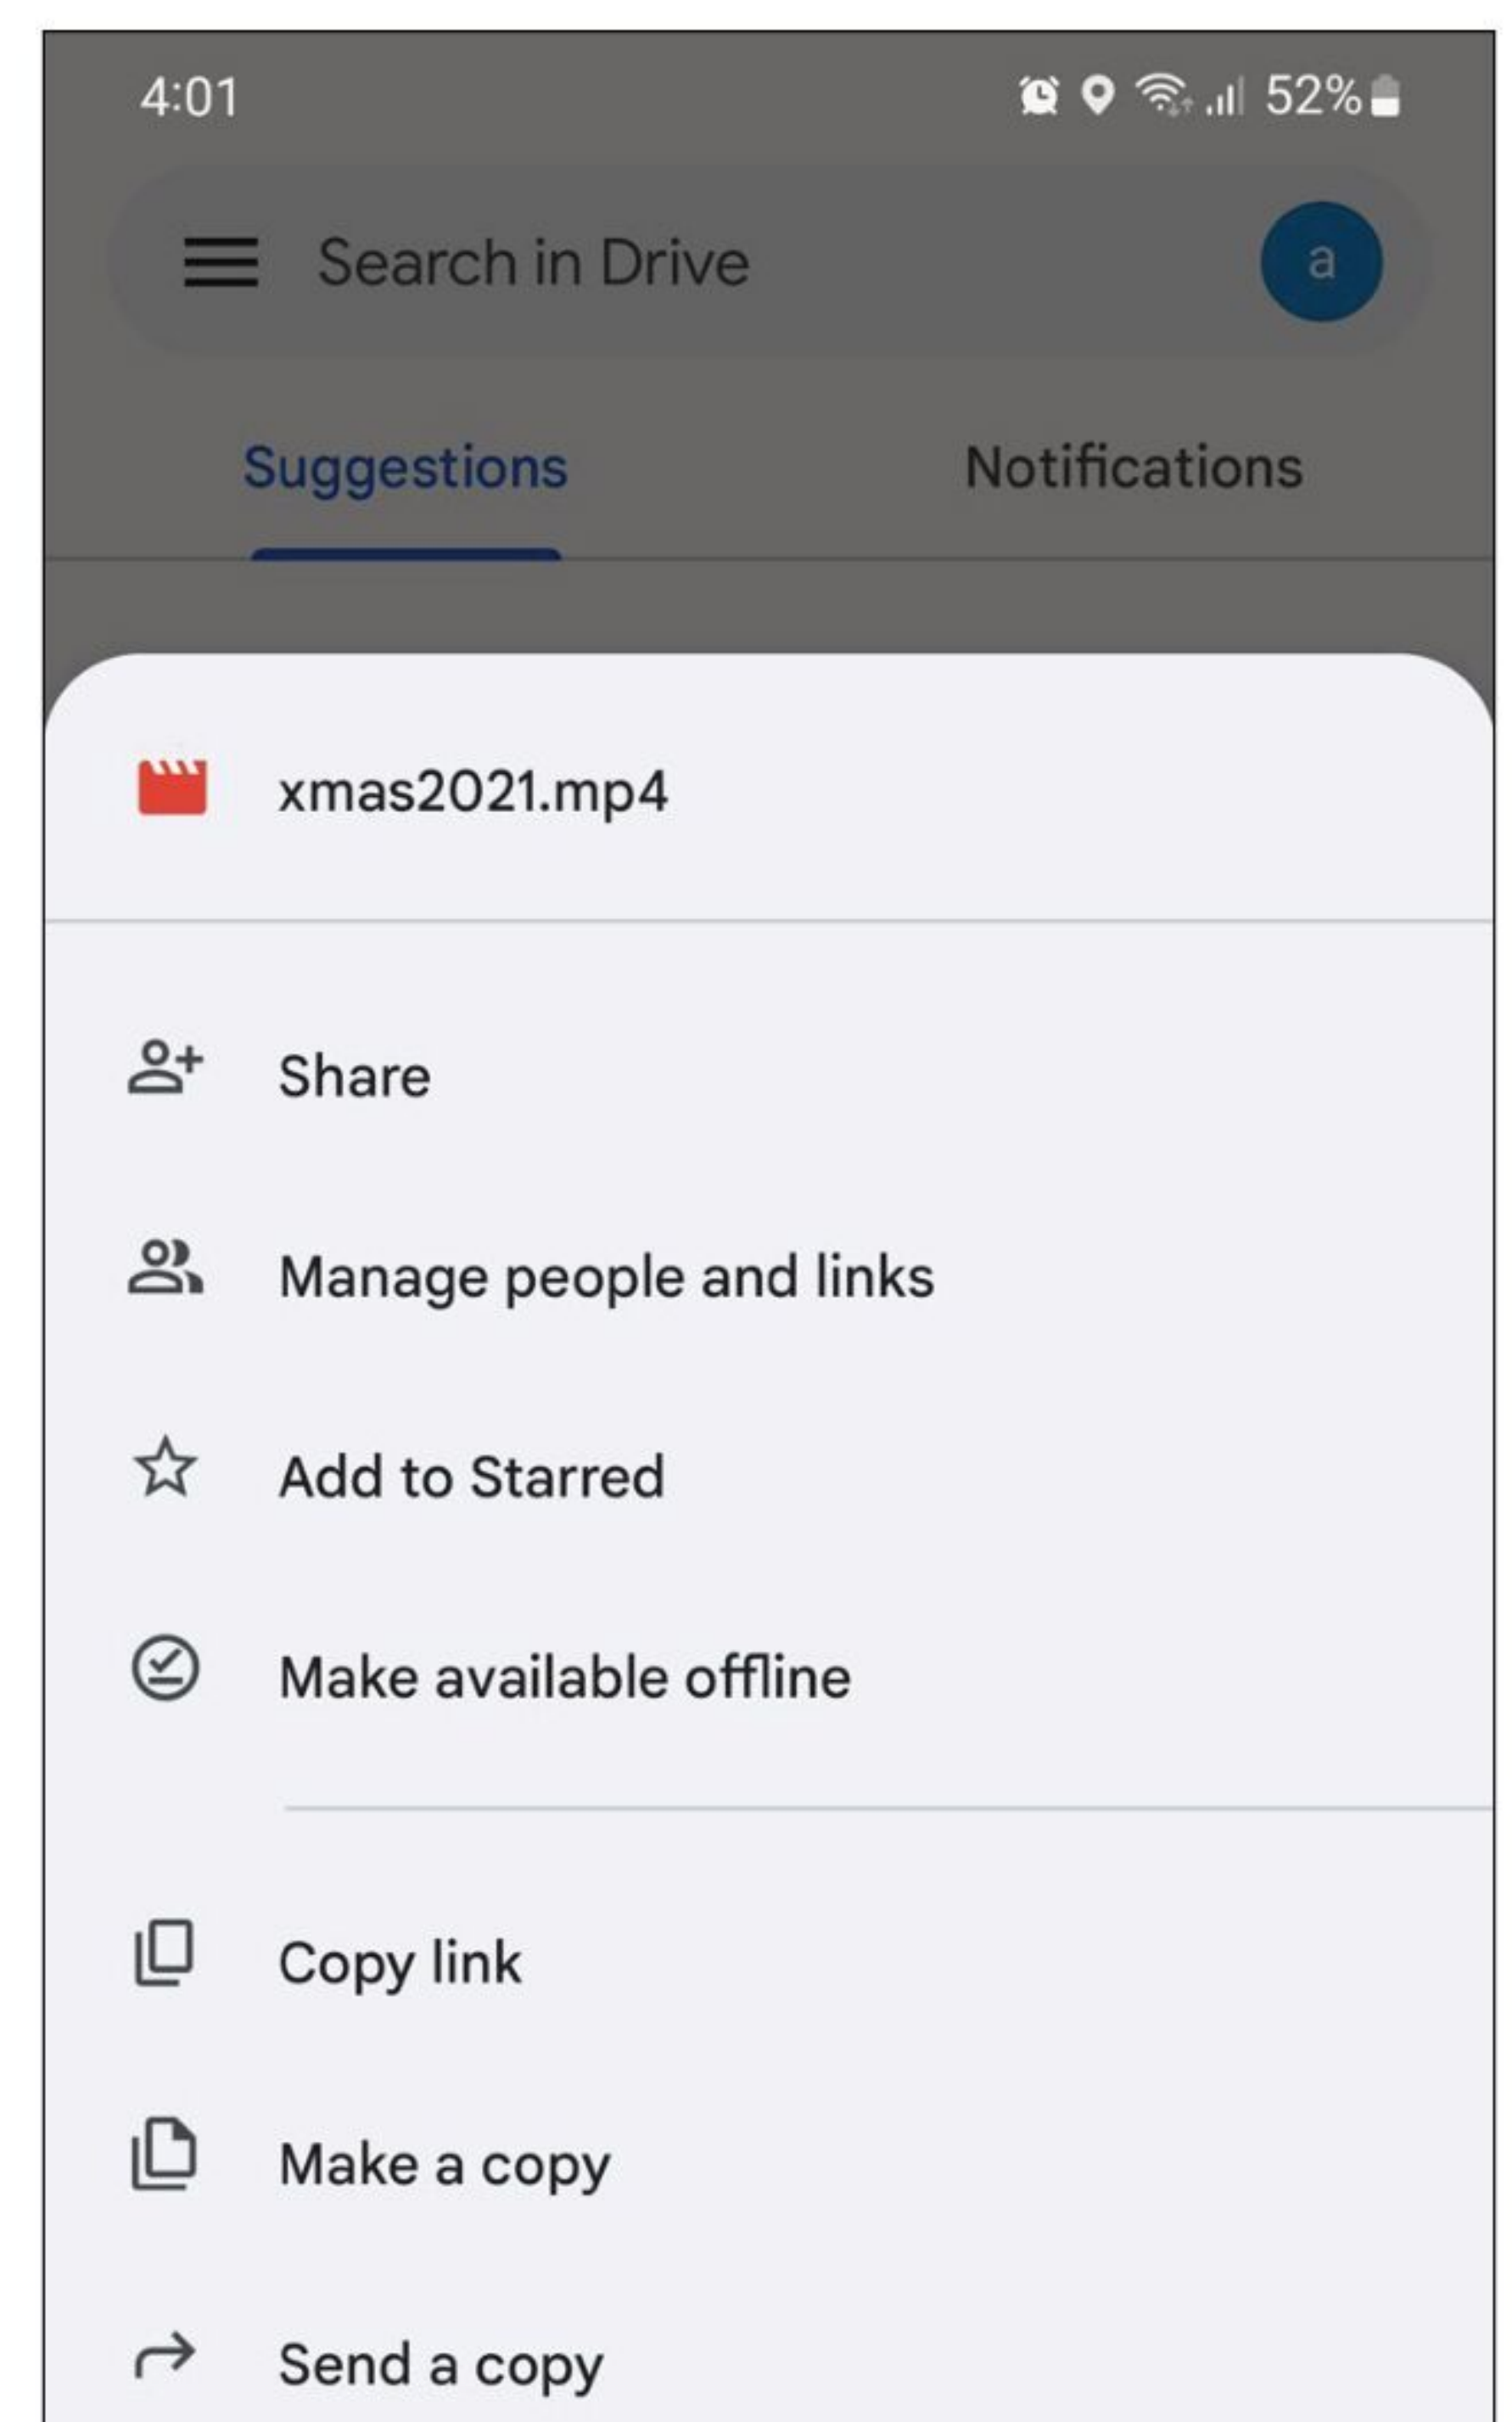 4:01 52%
Search in Drive a
Suggestions Notifications
xmas2021.mp4
Share
Manage people and links
Add to Starred
Make available offline
Copy link
Make a copy
Send a copy